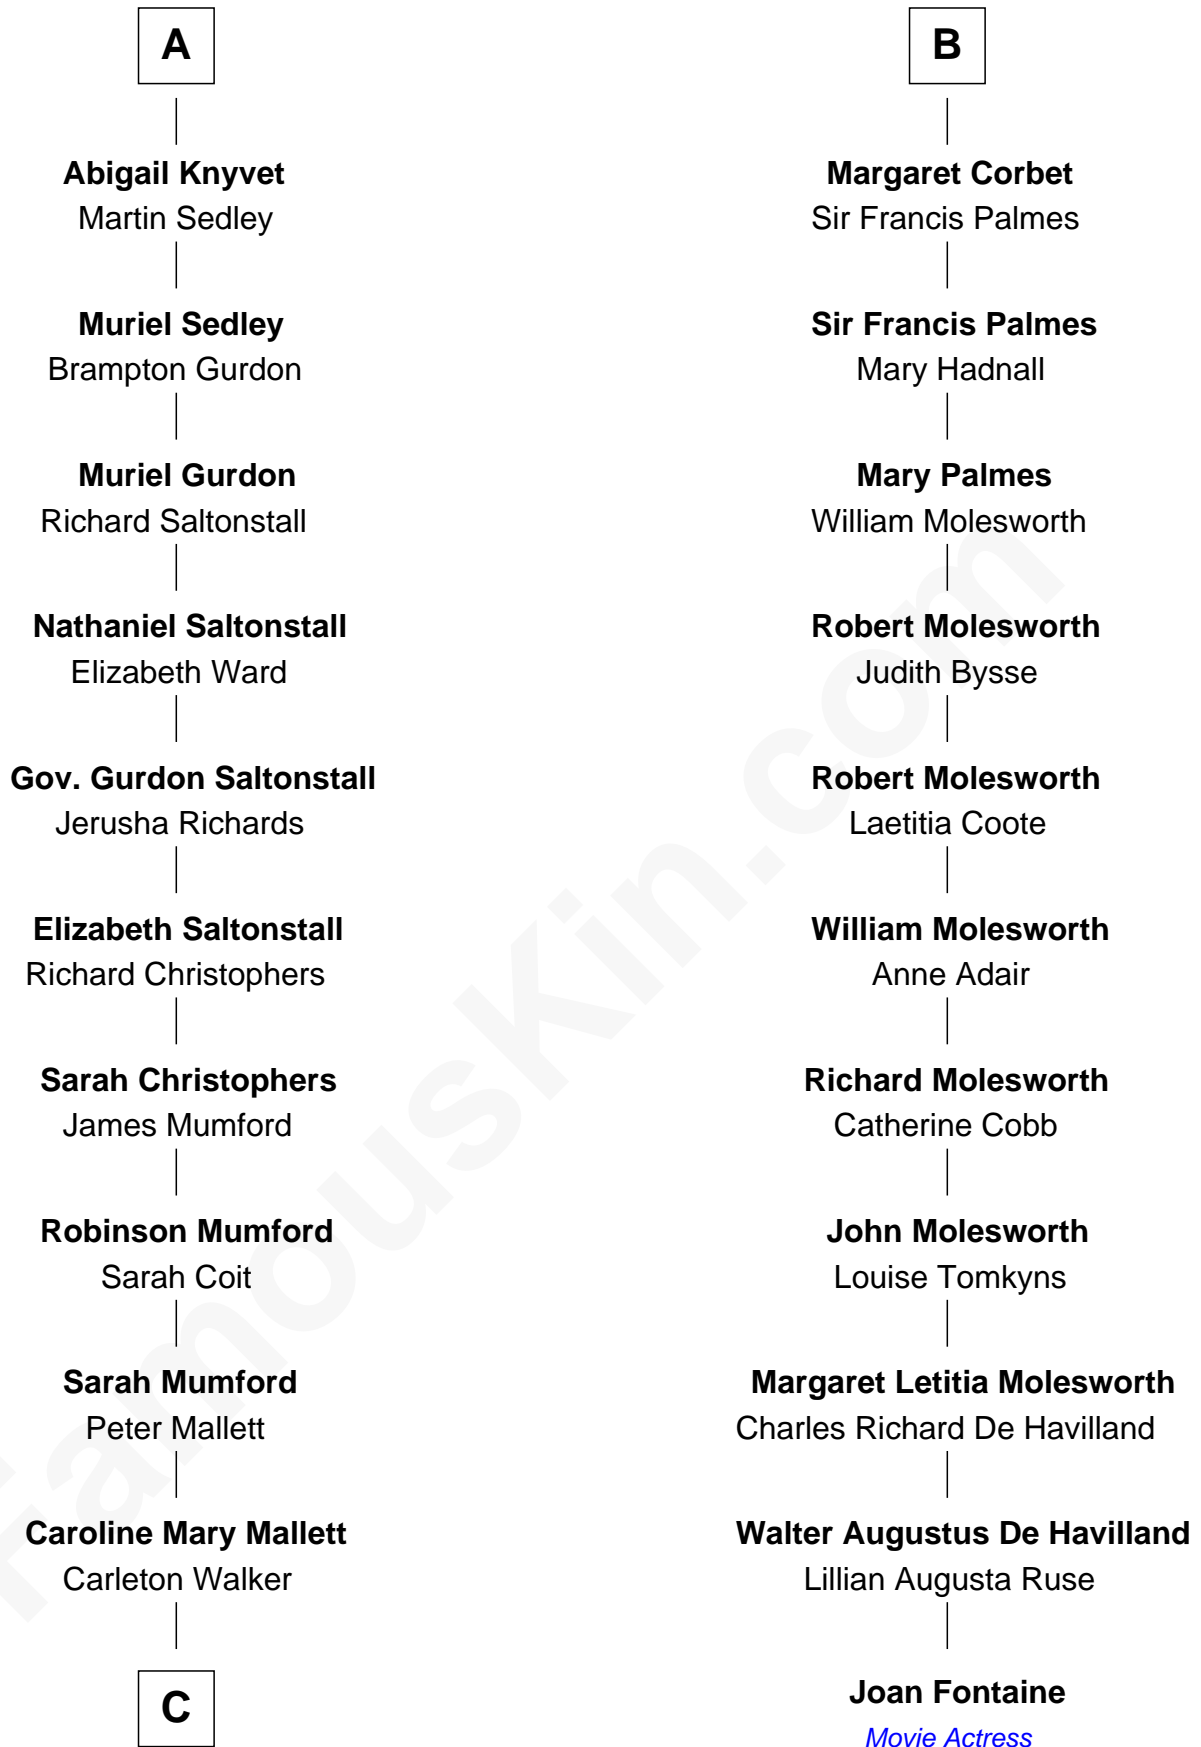 A
Abigail Knyvet
Martin Sedley
Muriel Sedley
Brampton Gurdon
Muriel Gurdon
Richard Saltonstall
Nathaniel Saltonstall
Elizabeth Ward
Gov. Gurdon Saltonstall
Jerusha Richards
Elizabeth Saltonstall
Richard Christophers
Sarah Christophers
James Mumford
Robinson Mumford
Sarah Coit
Sarah Mumford
Peter Mallett
Caroline Mary Mallett
Carleton Walker
C
B
Margaret Corbet
Sir Francis Palmes
Sir Francis Palmes
Mary Hadnall
Mary Palmes
William Molesworth
Robert Molesworth
Judith Bysse
Robert Molesworth
Laetitia Coote
William Molesworth
Anne Adair
Richard Molesworth
Catherine Cobb
John Molesworth
Louise Tomkyns
Margaret Letitia Molesworth
Charles Richard De Havilland
Walter Augustus De Havilland
Lillian Augusta Ruse
Joan Fontaine
Movie Actress
FamousKin.com